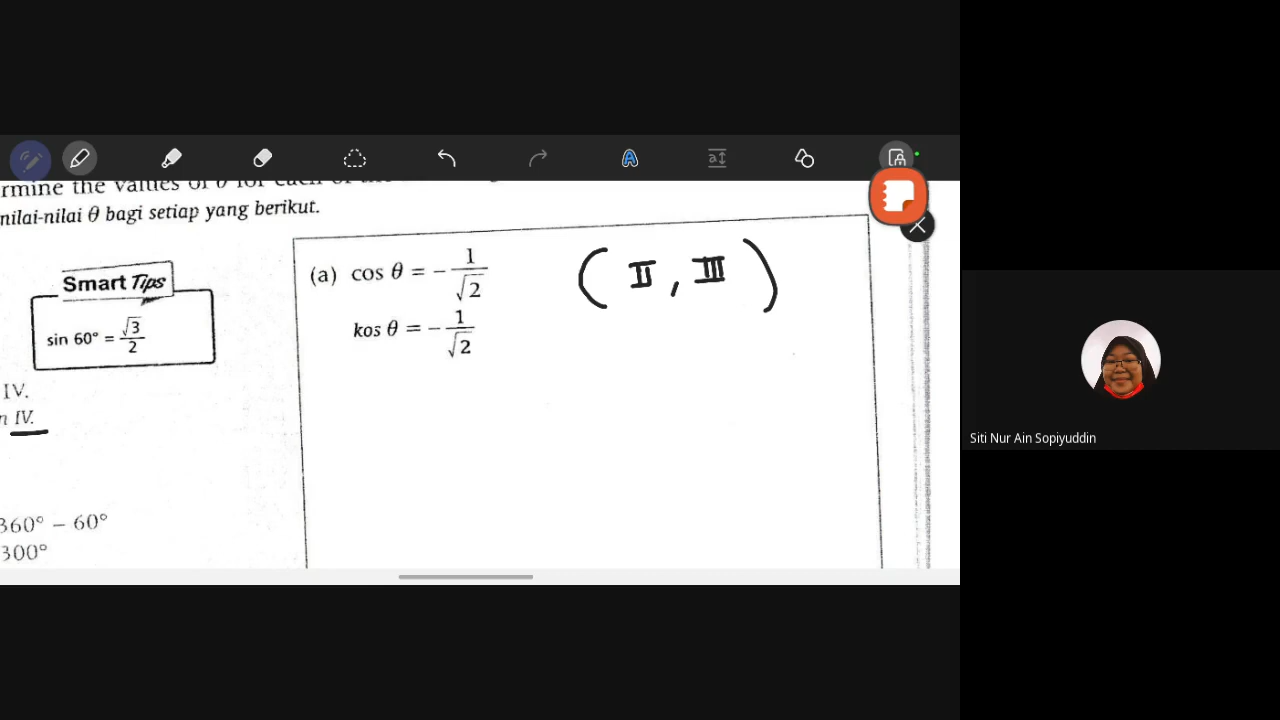 rmine the values of θ for each of the
nilai-nilai θ bagi setiap yang berikut.
Smart Tips
sin 60° = √3/2
IV.
n IV.
360° – 60°
300°
(a) cos θ = – 1/√2
kos θ = – 1/√2
(II, III)
Siti Nur Ain Sopiyuddin